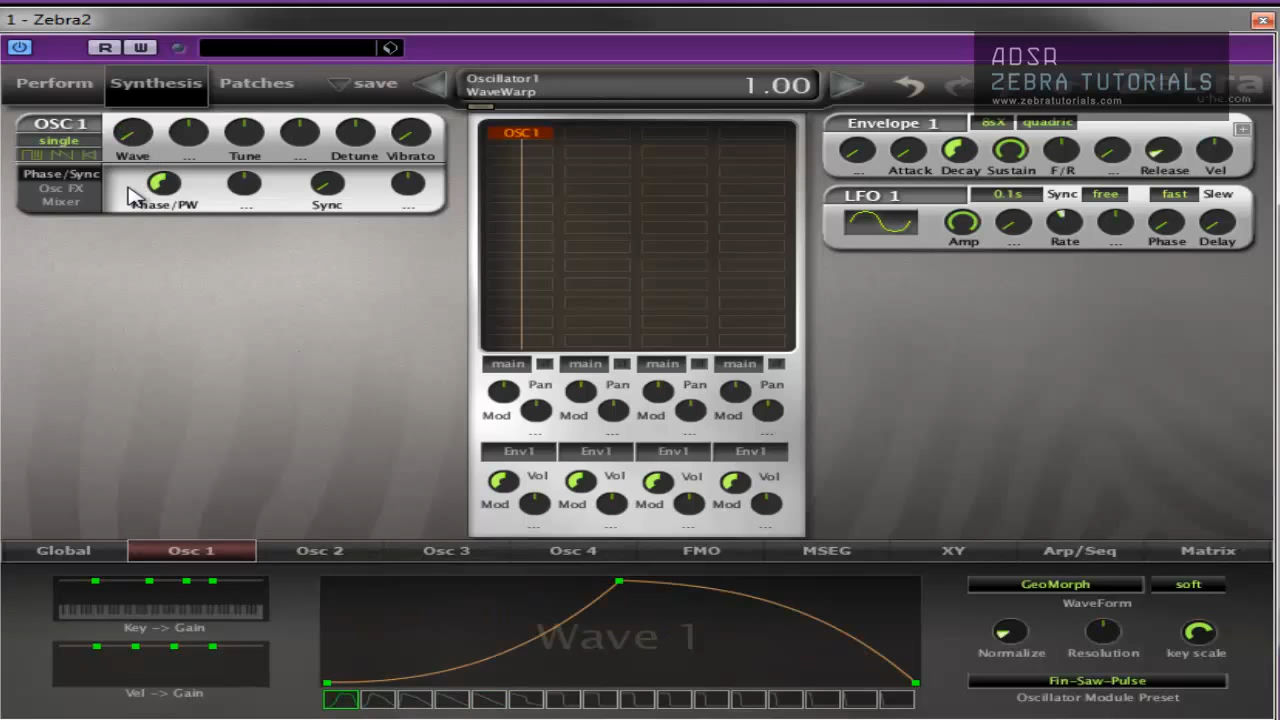 1 - Zebra2
R W
ADSR
ZEBRA TUTORIALS
www.zebratutorials.com
u-he.com
Perform Synthesis Patches save
Oscillator1
WaveWarp
1.00
OSC 1
single
Wave ... Tune ... Detune Vibrato
Phase/Sync
Osc FX
Mixer
Phase/PW ... Sync ...
OSC 1
Envelope 1 8sX quadric
... Attack Decay Sustain F/R ... Release Vel
LFO 1 0.1s Sync free fast Slew
Amp ... Rate ... Phase Delay
main main main main
Pan Pan Pan Pan
Mod Mod Mod Mod
... ... ... ...
Env1 Env1 Env1 Env1
Vol Vol Vol Vol
Mod Mod Mod Mod
... ... ... ...
Global Osc 1 Osc 2 Osc 3 Osc 4 FMO MSEG XY Arp/Seq Matrix
Key -> Gain
Vel -> Gain
Wave 1
GeoMorph soft
WaveForm
Normalize Resolution key scale
Fin-Saw-Pulse
Oscillator Module Preset